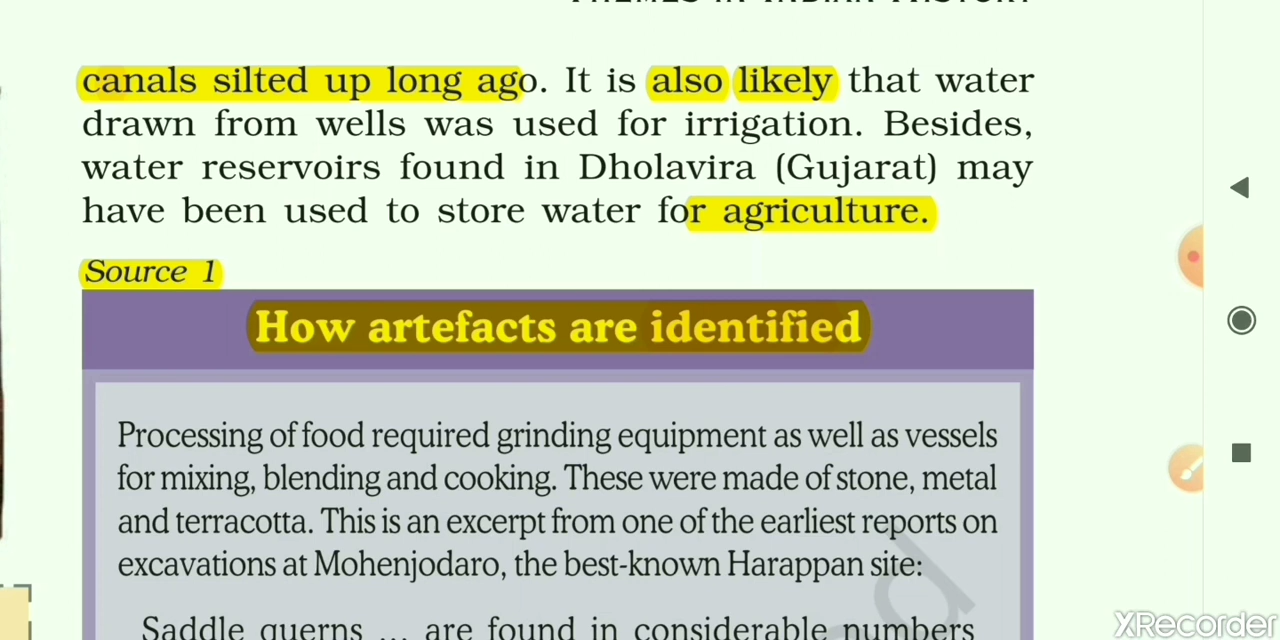 THEMES IN INDIAN HISTORY
canals silted up long ago. It is also likely that water
drawn from wells was used for irrigation. Besides,
water reservoirs found in Dholavira (Gujarat) may
have been used to store water for agriculture.
Source 1
How artefacts are identified
Processing of food required grinding equipment as well as vessels
for mixing, blending and cooking. These were made of stone, metal
and terracotta. This is an excerpt from one of the earliest reports on
excavations at Mohenjodaro, the best-known Harappan site:
Saddle querns ... are found in considerable numbers
XRecorder